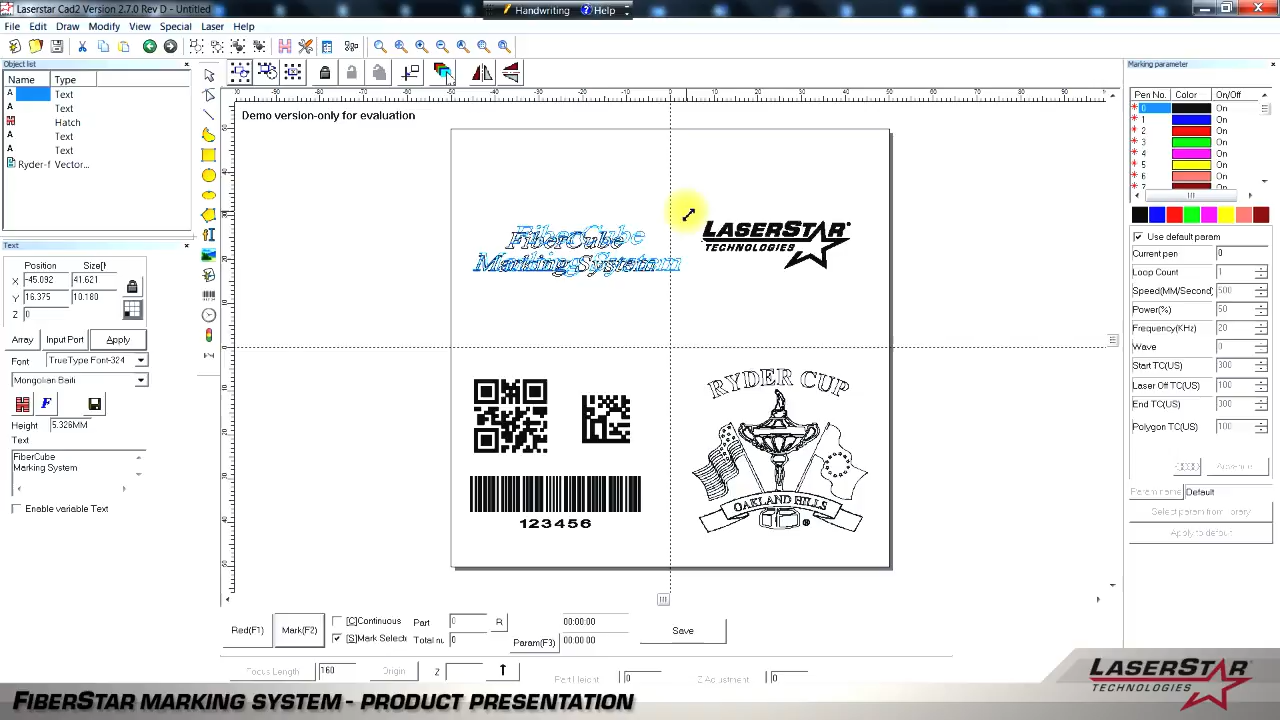 Laserstar Cad2 Version 2.7.0 Rev D - Untitled
Handwriting Help
File Edit Draw Modify View Special Laser Help
Object list
Name Type
Text
Text
Hatch
Text
Text
Ryder-f Vector...
Text
Position Size[
X -45.092 41.621
Y 16.375 10.180
Z 0
Array Input Port Apply
Font TrueType Font-324
Mongolian Baiti
Height 5.326MM
Text
FiberCube
Marking System
Enable variable Text
Demo version-only for evaluation
FiberCube
Marking System
LASERSTAR
TECHNOLOGIES
123456
RYDER CUP
OAKLAND HILLS
Marking parameter
Pen No. Color On/Off
0 On
1 On
2 On
3 On
4 On
5 On
6 On
7
Use default param
Current pen 0
Loop Count 1
Speed(MM/Second) 500
Power(%) 50
Frequency(KHz) 20
Wave 0
Start TC(US) 300
Laser Off TC(US) 100
End TC(US) 300
Polygon TC(US) 100
Param name Default
Select param from library
Apply to default
Red(F1) Mark(F2) [C]Continuous Part 0 R 00:00:00
[S]Mark Selecte Total nu 0 Param(F3) 00:00:00 Save
Focus Length 160 Origin Z Part Height 0 Z Adjustment 0
FIBERSTAR MARKING SYSTEM - PRODUCT PRESENTATION
LASERSTAR
TECHNOLOGIES